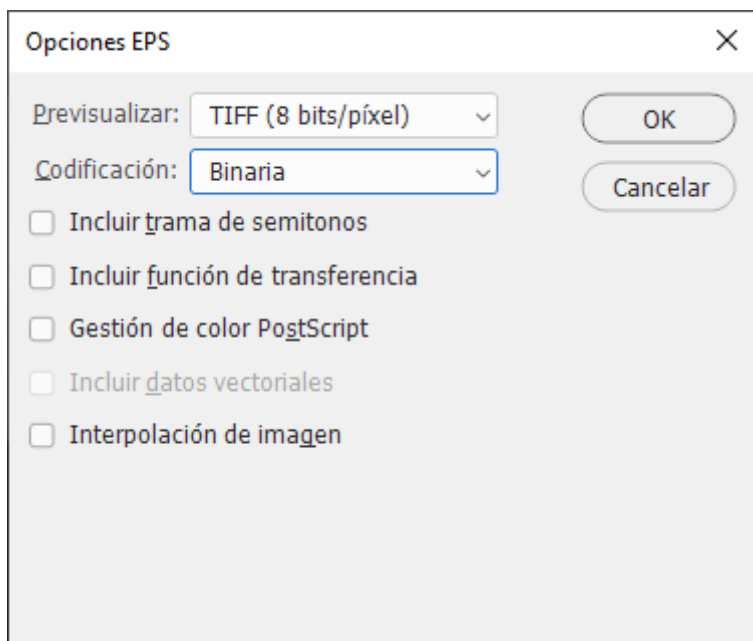 Opciones EPS
Previsualizar: TIFF (8 bits/píxel) OK
Codificación: Binaria Cancelar
Incluir trama de semitonos
Incluir función de transferencia
Gestión de color PostScript
Incluir datos vectoriales
Interpolación de imagen